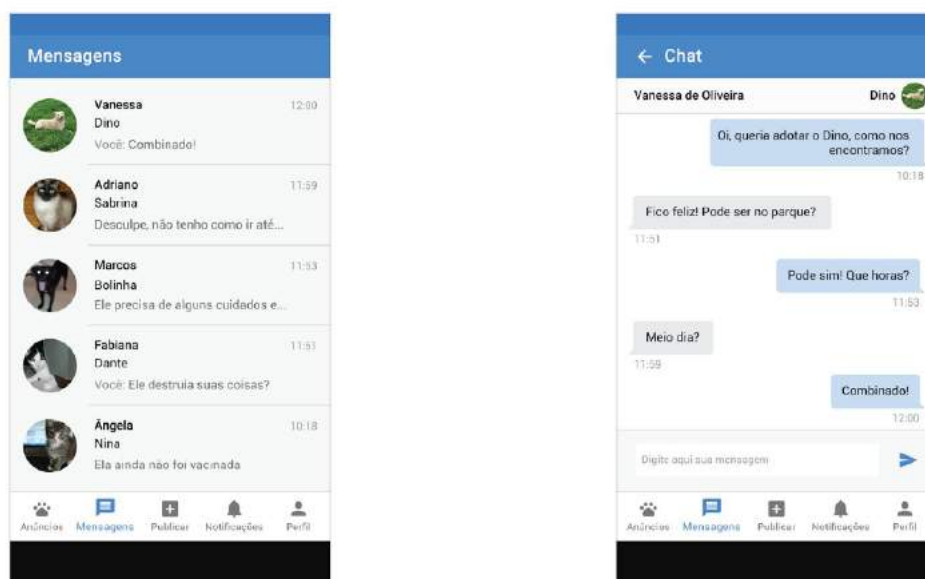 Mensagens
Vanessa 12:00
Dino
Você: Combinado!
Adriano 11:59
Sabrina
Desculpe, não tenho como ir até...
Marcos 11:53
Bolinha
Ele precisa de alguns cuidados e...
Fabiana 11:51
Dante
Você: Ele destruia suas coisas?
Ângela 10:18
Nina
Ela ainda não foi vacinada
Anúncios Mensagens Publicar Notificações Perfil
← Chat
Vanessa de Oliveira Dino
Oi, queria adotar o Dino, como nos
encontramos?
10:18
Fico feliz! Pode ser no parque?
11:51
Pode sim! Que horas?
11:53
Meio dia?
11:59
Combinado!
12:00
Digite aqui sua mensagem
Anúncios Mensagens Publicar Notificações Perfil